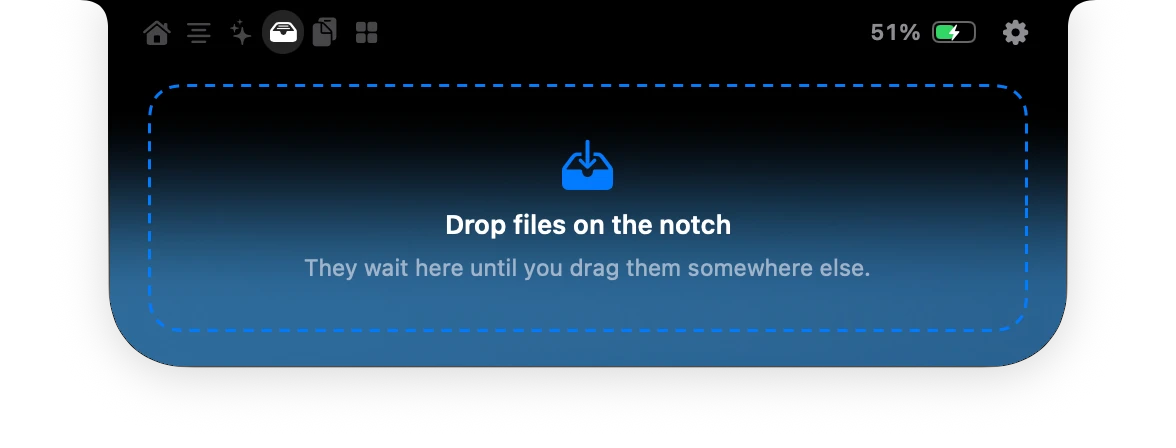 51%
Drop files on the notch
They wait here until you drag them somewhere else.